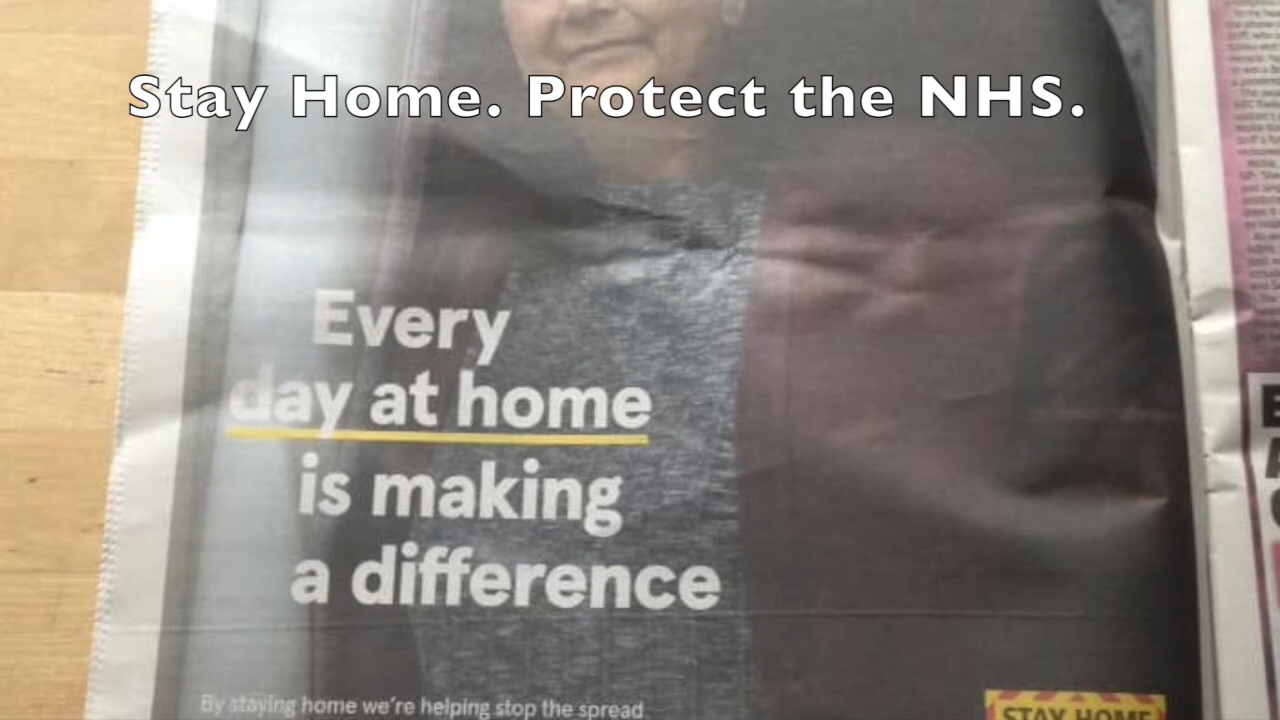 Stay Home. Protect the NHS.
Every
day at home
is making
a difference
By staying home we're helping stop the spread
STAY HOME